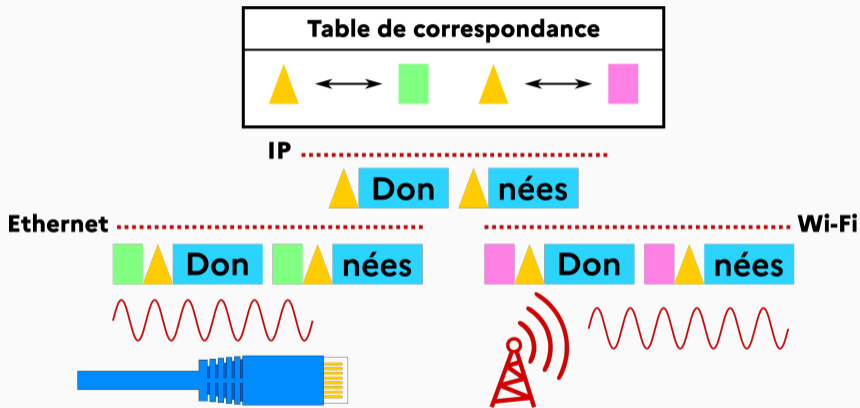 Table de correspondance
IP
Don nées
Ethernet
Wi-Fi
Don nées Don nées